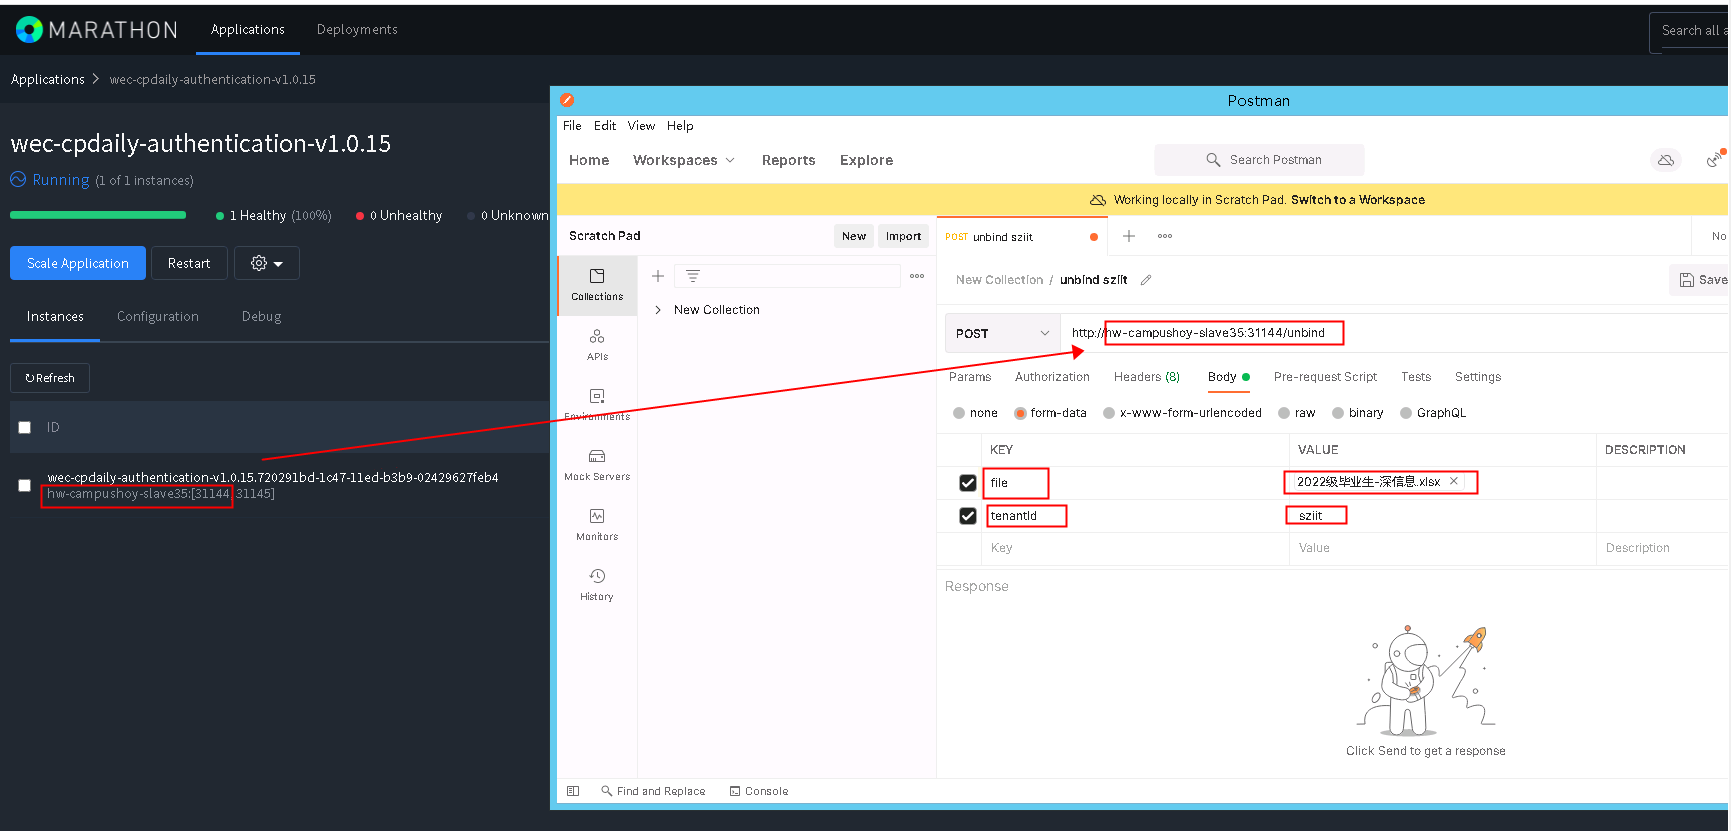 MARATHON
Applications
Deployments
Search all a
Applications > wec-cpdaily-authentication-v1.0.15
wec-cpdaily-authentication-v1.0.15
Running (1 of 1 instances)
1 Healthy (100%)
0 Unhealthy
0 Unknown
Scale Application
Restart
Instances
Configuration
Debug
Refresh
ID
wec-cpdaily-authentication-v1.0.15.720291bd-1c47-11ed-b3b9-02429627feb4
hw-campushoy-slave35:[31144, 31145]
Postman
File Edit View Help
Home
Workspaces
Reports
Explore
Search Postman
Working locally in Scratch Pad. Switch to a Workspace
Scratch Pad
New
Import
POST unbind sziit
No
Collections
New Collection
APIs
Environments
Mock Servers
Monitors
History
New Collection / unbind sziit
Save
POST
http://hw-campushoy-slave35:31144/unbind
Params
Authorization
Headers (8)
Body
Pre-request Script
Tests
Settings
none
form-data
x-www-form-urlencoded
raw
binary
GraphQL
KEY VALUE DESCRIPTION
file 2022级毕业生-深信息.xlsx
tenantId sziit
Key Value Description
Response
Click Send to get a response
Find and Replace
Console